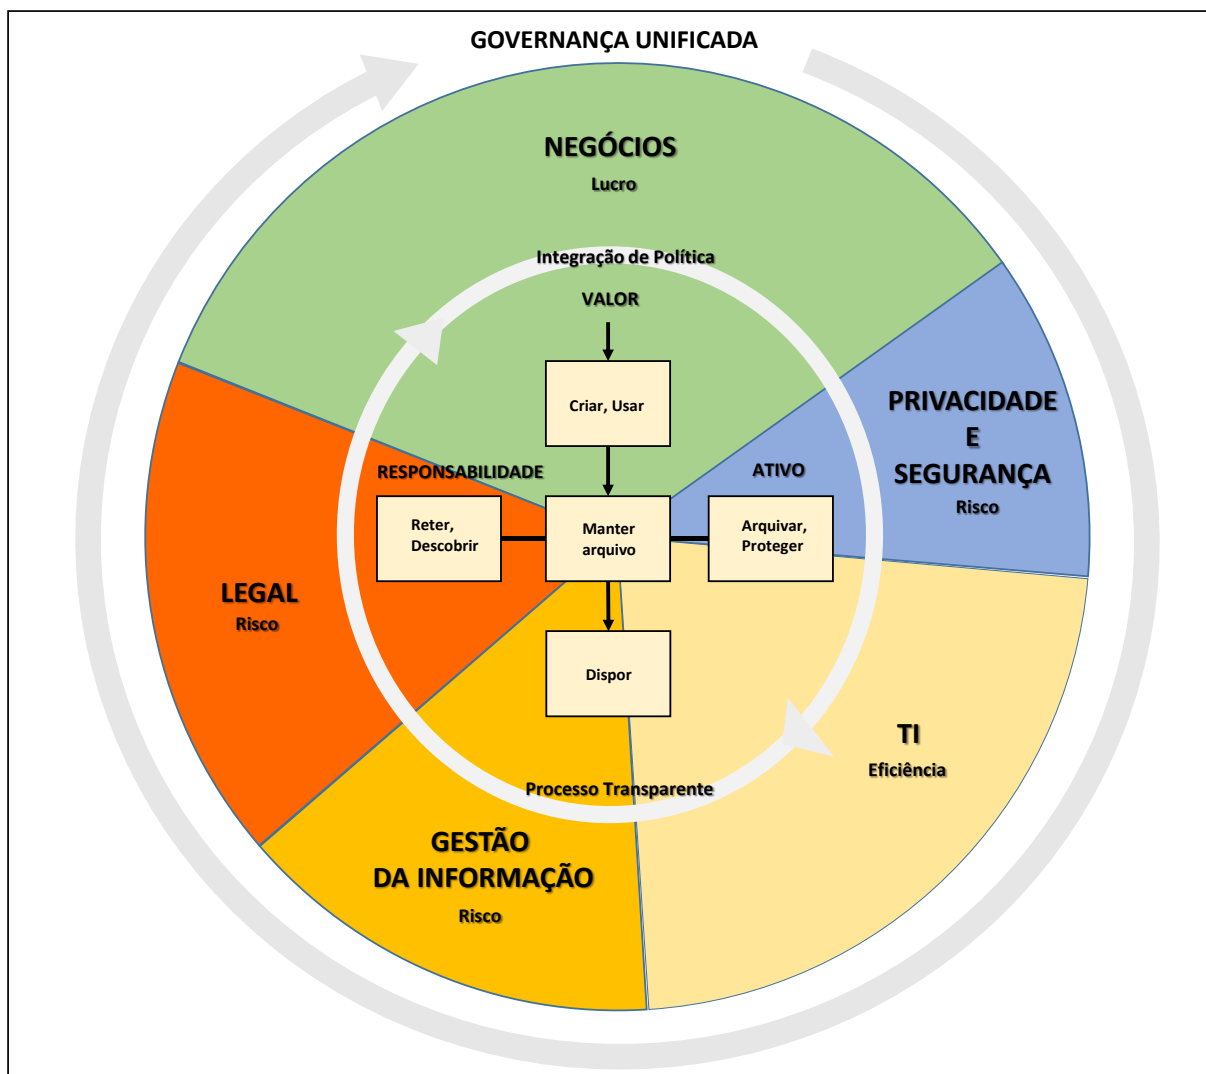 GOVERNANÇA UNIFICADA
NEGÓCIOS
Lucro
Integração de Política
VALOR
Criar, Usar
PRIVACIDADE
E
SEGURANÇA
Risco
RESPONSABILIDADE
ATIVO
Reter,
Descobrir
Manter
arquivo
Arquivar,
Proteger
LEGAL
Risco
Dispor
TI
Eficiência
Processo Transparente
GESTÃO
DA INFORMAÇÃO
Risco